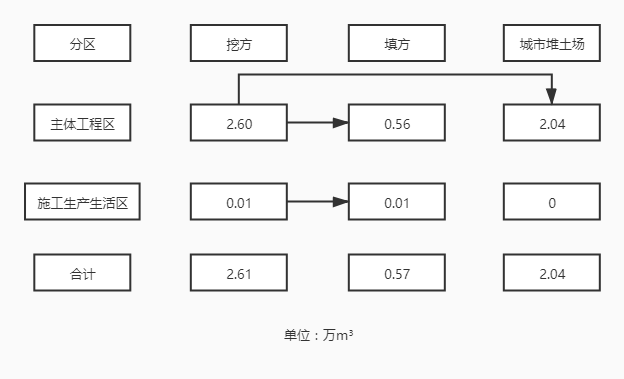 分区 挖方 填方 城市堆土场
主体工程区 2.60 0.56 2.04
施工生产生活区 0.01 0.01 0
合计 2.61 0.57 2.04
单位：万m³